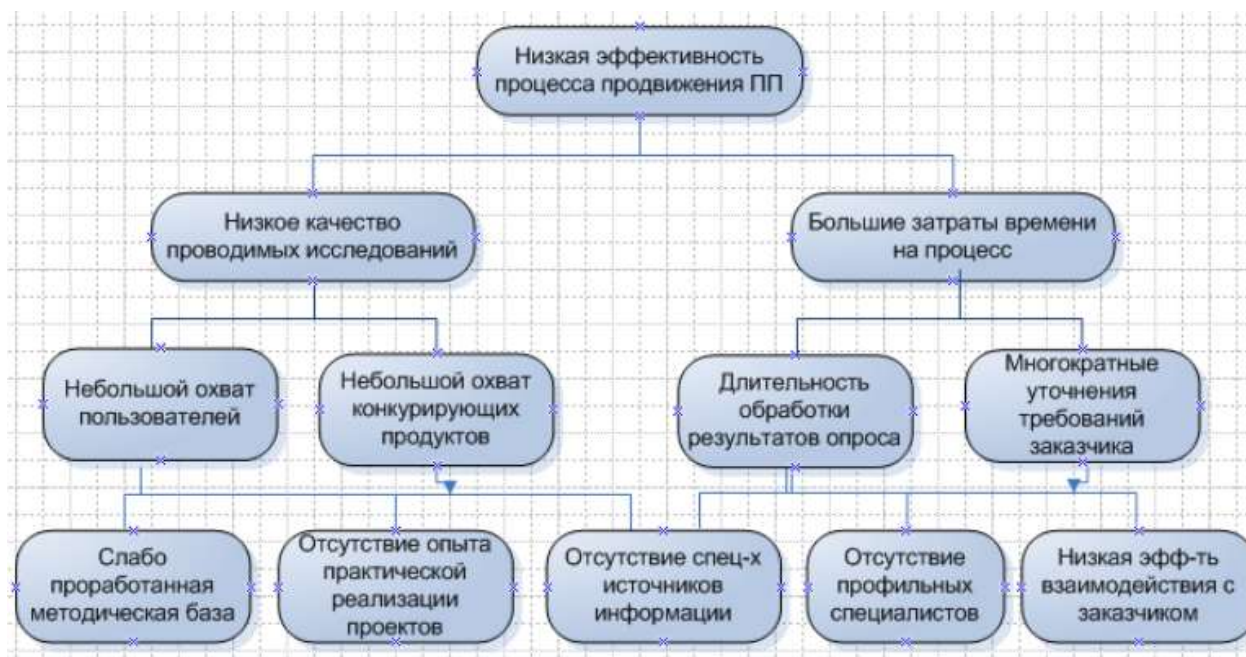 Низкая эффективность
процесса продвижения ПП
Низкое качество
проводимых исследований
Большие затраты времени
на процесс
Небольшой охват
пользователей
Небольшой охват
конкурирующих
продуктов
Длительность
обработки
результатов опроса
Многократные
уточнения
требований
заказчика
Слабо
проработанная
методическая база
Отсутствие опыта
практической
реализации
проектов
Отсутствие спец-х
источников
информации
Отсутствие
профильных
специалистов
Низкая эфф-ть
взаимодействия с
заказчиком